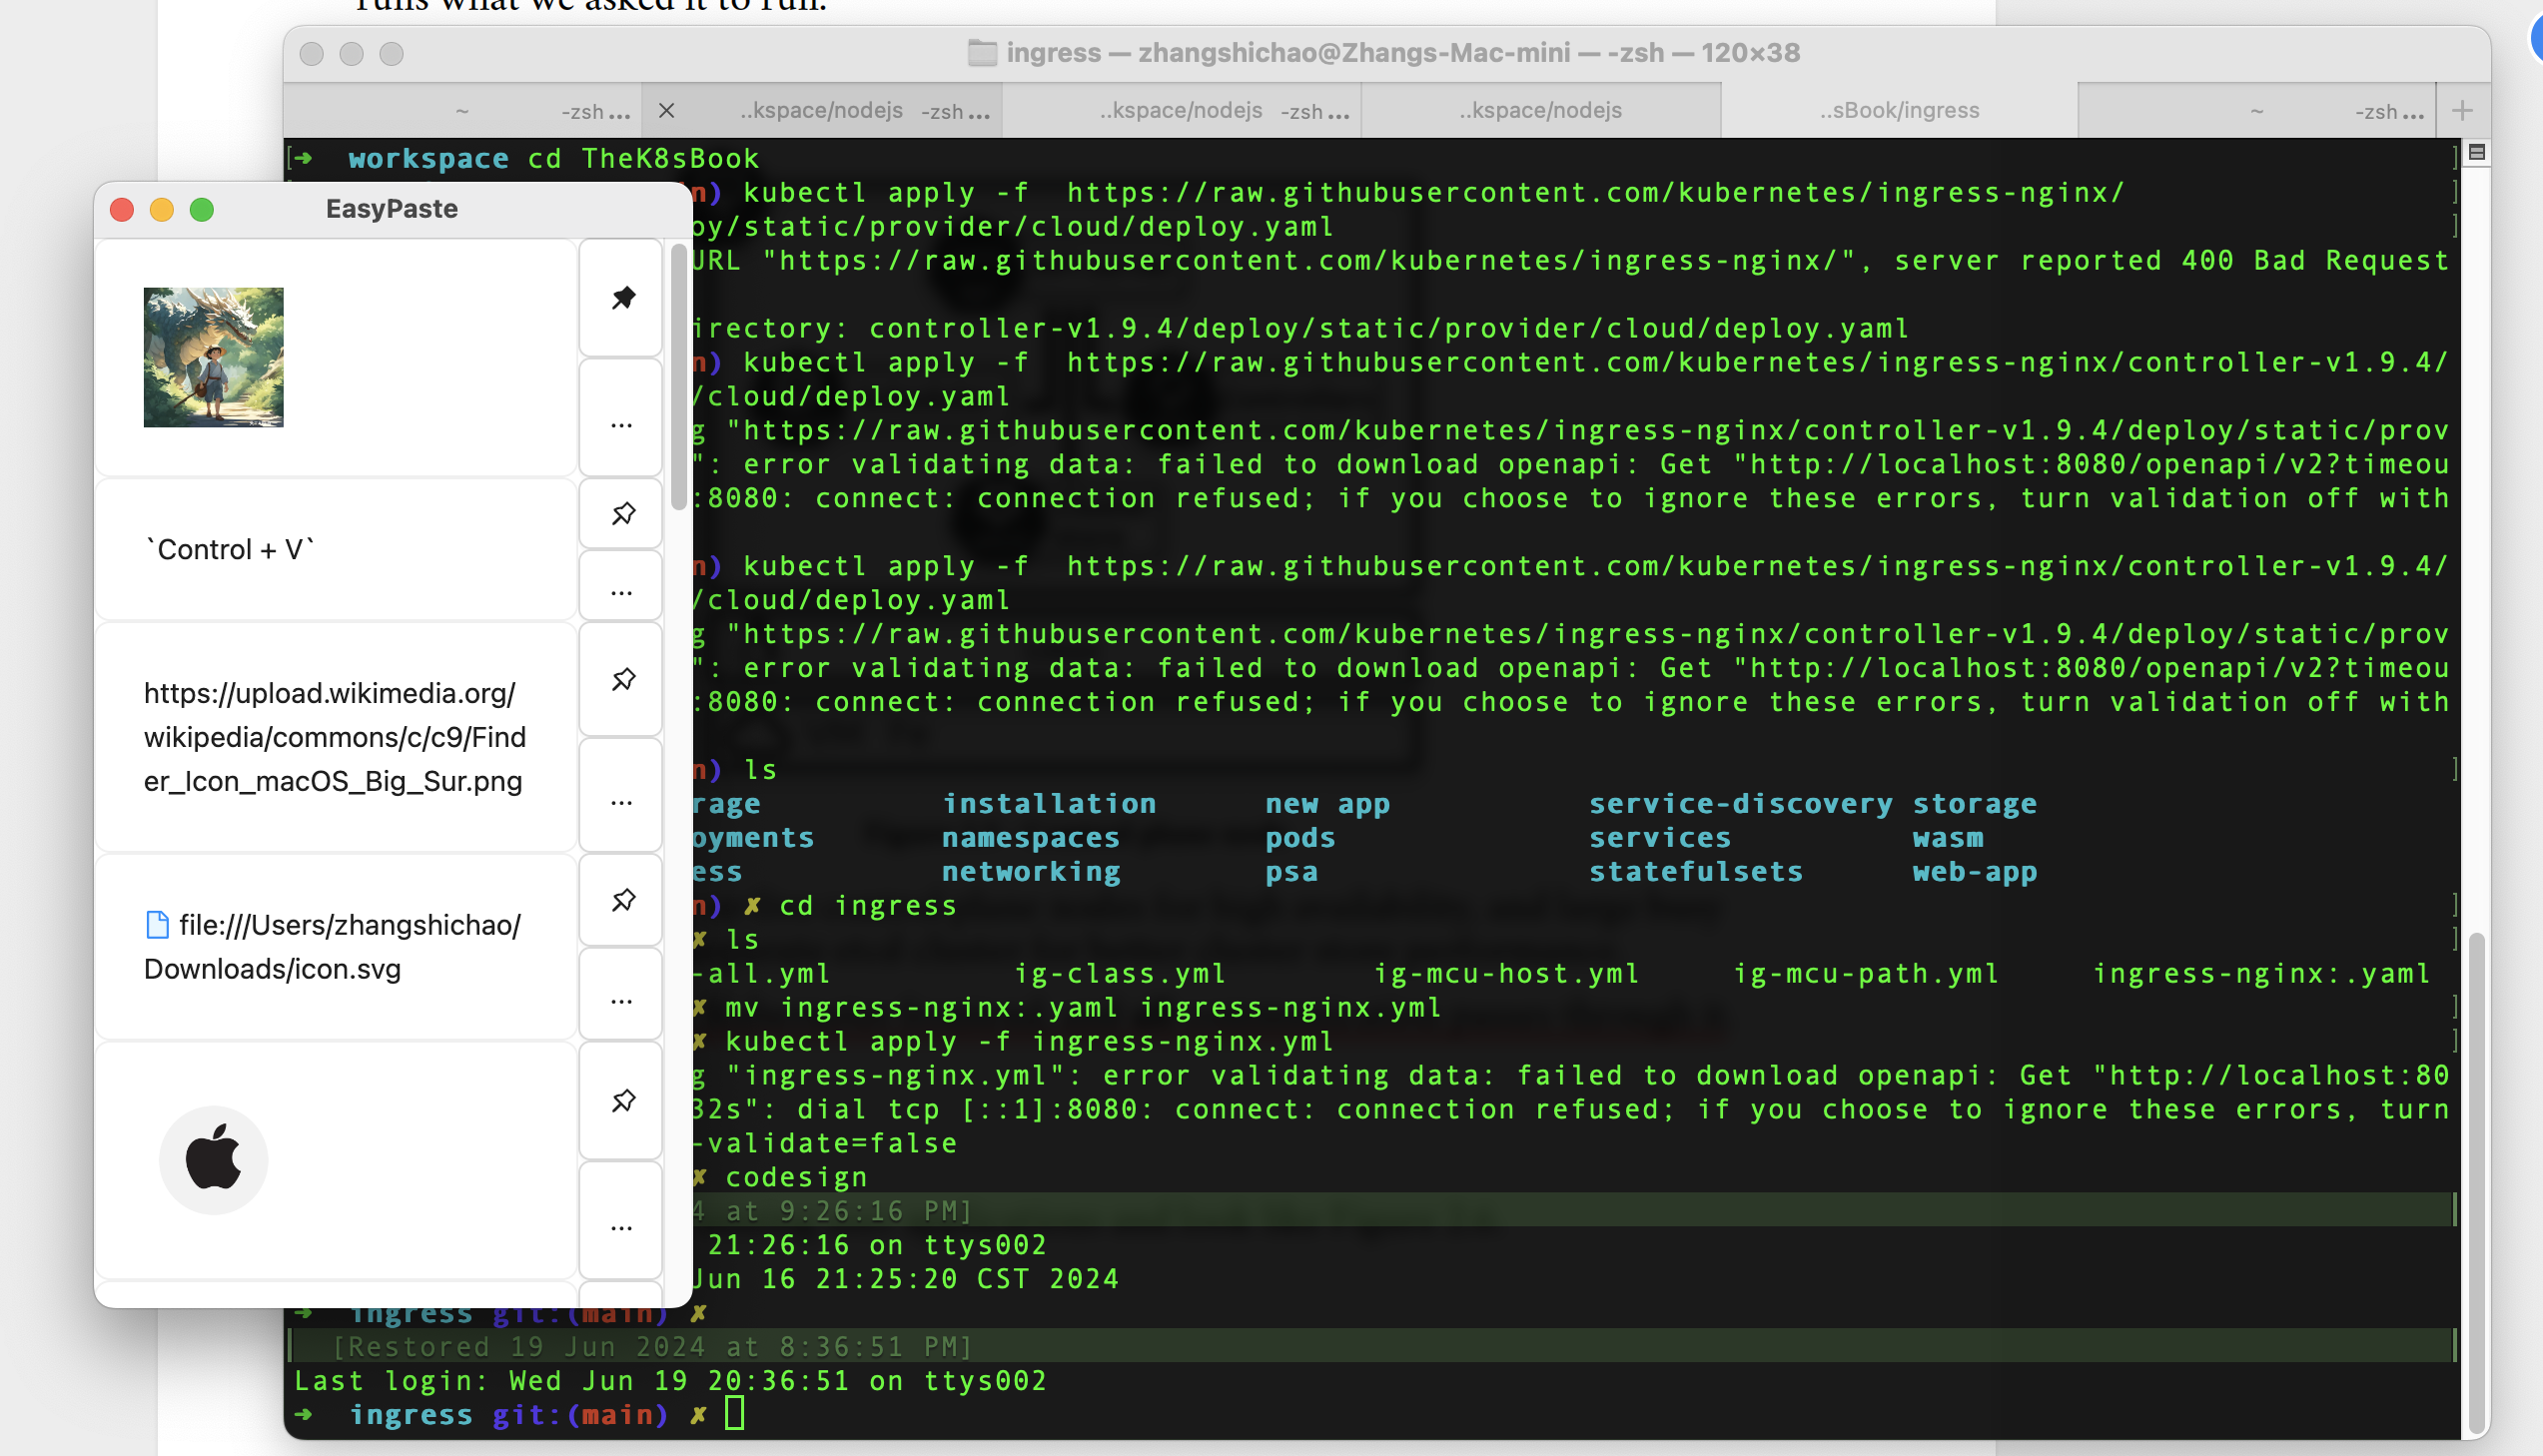 runs what we asked it to run.
ingress — zhangshichao@Zhangs-Mac-mini — -zsh — 120×38
~ -zsh ...
..kspace/nodejs -zsh ...
..kspace/nodejs -zsh ...
..kspace/nodejs
..sBook/ingress
~ -zsh ...
[➜ workspace cd TheK8sBook ]
n) kubectl apply -f  https://raw.githubusercontent.com/kubernetes/ingress-nginx/ ]
oy/static/provider/cloud/deploy.yaml ]
URL "https://raw.githubusercontent.com/kubernetes/ingress-nginx/", server reported 400 Bad Request
irectory: controller-v1.9.4/deploy/static/provider/cloud/deploy.yaml
n) kubectl apply -f  https://raw.githubusercontent.com/kubernetes/ingress-nginx/controller-v1.9.4/
/cloud/deploy.yaml
g "https://raw.githubusercontent.com/kubernetes/ingress-nginx/controller-v1.9.4/deploy/static/prov
": error validating data: failed to download openapi: Get "http://localhost:8080/openapi/v2?timeou
:8080: connect: connection refused; if you choose to ignore these errors, turn validation off with
n) kubectl apply -f  https://raw.githubusercontent.com/kubernetes/ingress-nginx/controller-v1.9.4/
/cloud/deploy.yaml
g "https://raw.githubusercontent.com/kubernetes/ingress-nginx/controller-v1.9.4/deploy/static/prov
": error validating data: failed to download openapi: Get "http://localhost:8080/openapi/v2?timeou
:8080: connect: connection refused; if you choose to ignore these errors, turn validation off with
n) ls ]
rage installation new app service-discovery storage
oyments namespaces pods services wasm
ess networking psa statefulsets web-app
n) ✗ cd ingress ]
✗ ls ]
-all.yml ig-class.yml ig-mcu-host.yml ig-mcu-path.yml ingress-nginx:.yaml
✗ mv ingress-nginx:.yaml ingress-nginx.yml ]
✗ kubectl apply -f ingress-nginx.yml ]
g "ingress-nginx.yml": error validating data: failed to download openapi: Get "http://localhost:80
32s": dial tcp [::1]:8080: connect: connection refused; if you choose to ignore these errors, turn
-validate=false
✗ codesign
4 at 9:26:16 PM]
21:26:16 on ttys002
Jun 16 21:25:20 CST 2024
➜ ingress git:(main) ✗
[Restored 19 Jun 2024 at 8:36:51 PM]
Last login: Wed Jun 19 20:36:51 on ttys002
➜ ingress git:(main) ✗
EasyPaste
...
`Control + V`
...
https://upload.wikimedia.org/
wikipedia/commons/c/c9/Find
er_Icon_macOS_Big_Sur.png
...
file:///Users/zhangshichao/
Downloads/icon.svg
...
...